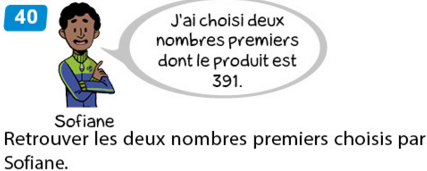 40
J'ai choisi deux
nombres premiers
dont le produit est
391.
Sofiane
Retrouver les deux nombres premiers choisis par
Sofiane.